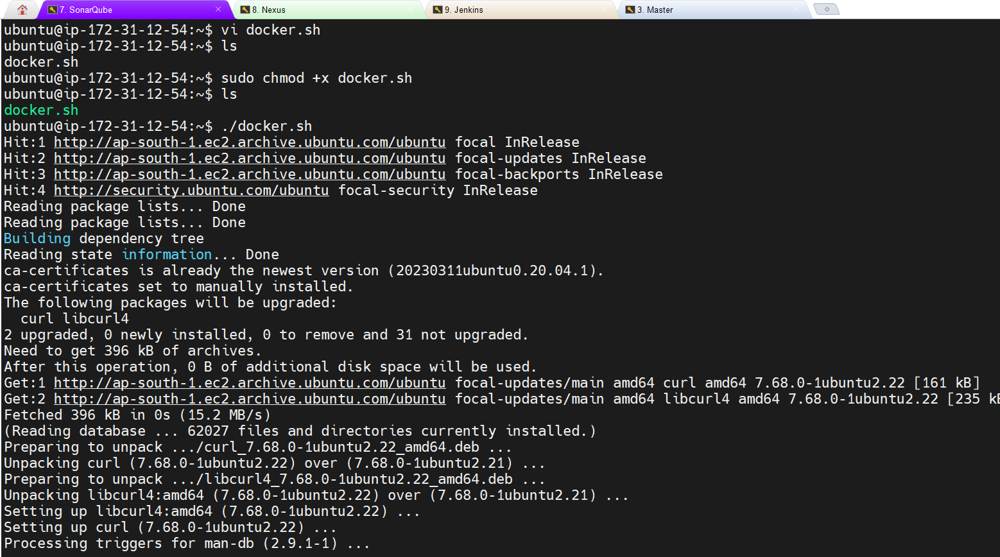 7. SonarQube
8. Nexus
9. Jenkins
3. Master
ubuntu@ip-172-31-12-54:~$ vi docker.sh
ubuntu@ip-172-31-12-54:~$ ls
docker.sh
ubuntu@ip-172-31-12-54:~$ sudo chmod +x docker.sh
ubuntu@ip-172-31-12-54:~$ ls
docker.sh
ubuntu@ip-172-31-12-54:~$ ./docker.sh
Hit:1 http://ap-south-1.ec2.archive.ubuntu.com/ubuntu focal InRelease
Hit:2 http://ap-south-1.ec2.archive.ubuntu.com/ubuntu focal-updates InRelease
Hit:3 http://ap-south-1.ec2.archive.ubuntu.com/ubuntu focal-backports InRelease
Hit:4 http://security.ubuntu.com/ubuntu focal-security InRelease
Reading package lists... Done
Reading package lists... Done
Building dependency tree
Reading state information... Done
ca-certificates is already the newest version (20230311ubuntu0.20.04.1).
ca-certificates set to manually installed.
The following packages will be upgraded:
  curl libcurl4
2 upgraded, 0 newly installed, 0 to remove and 31 not upgraded.
Need to get 396 kB of archives.
After this operation, 0 B of additional disk space will be used.
Get:1 http://ap-south-1.ec2.archive.ubuntu.com/ubuntu focal-updates/main amd64 curl amd64 7.68.0-1ubuntu2.22 [161 kB]
Get:2 http://ap-south-1.ec2.archive.ubuntu.com/ubuntu focal-updates/main amd64 libcurl4 amd64 7.68.0-1ubuntu2.22 [235 kB
Fetched 396 kB in 0s (15.2 MB/s)
(Reading database ... 62027 files and directories currently installed.)
Preparing to unpack .../curl_7.68.0-1ubuntu2.22_amd64.deb ...
Unpacking curl (7.68.0-1ubuntu2.22) over (7.68.0-1ubuntu2.21) ...
Preparing to unpack .../libcurl4_7.68.0-1ubuntu2.22_amd64.deb ...
Unpacking libcurl4:amd64 (7.68.0-1ubuntu2.22) over (7.68.0-1ubuntu2.21) ...
Setting up libcurl4:amd64 (7.68.0-1ubuntu2.22) ...
Setting up curl (7.68.0-1ubuntu2.22) ...
Processing triggers for man-db (2.9.1-1) ...